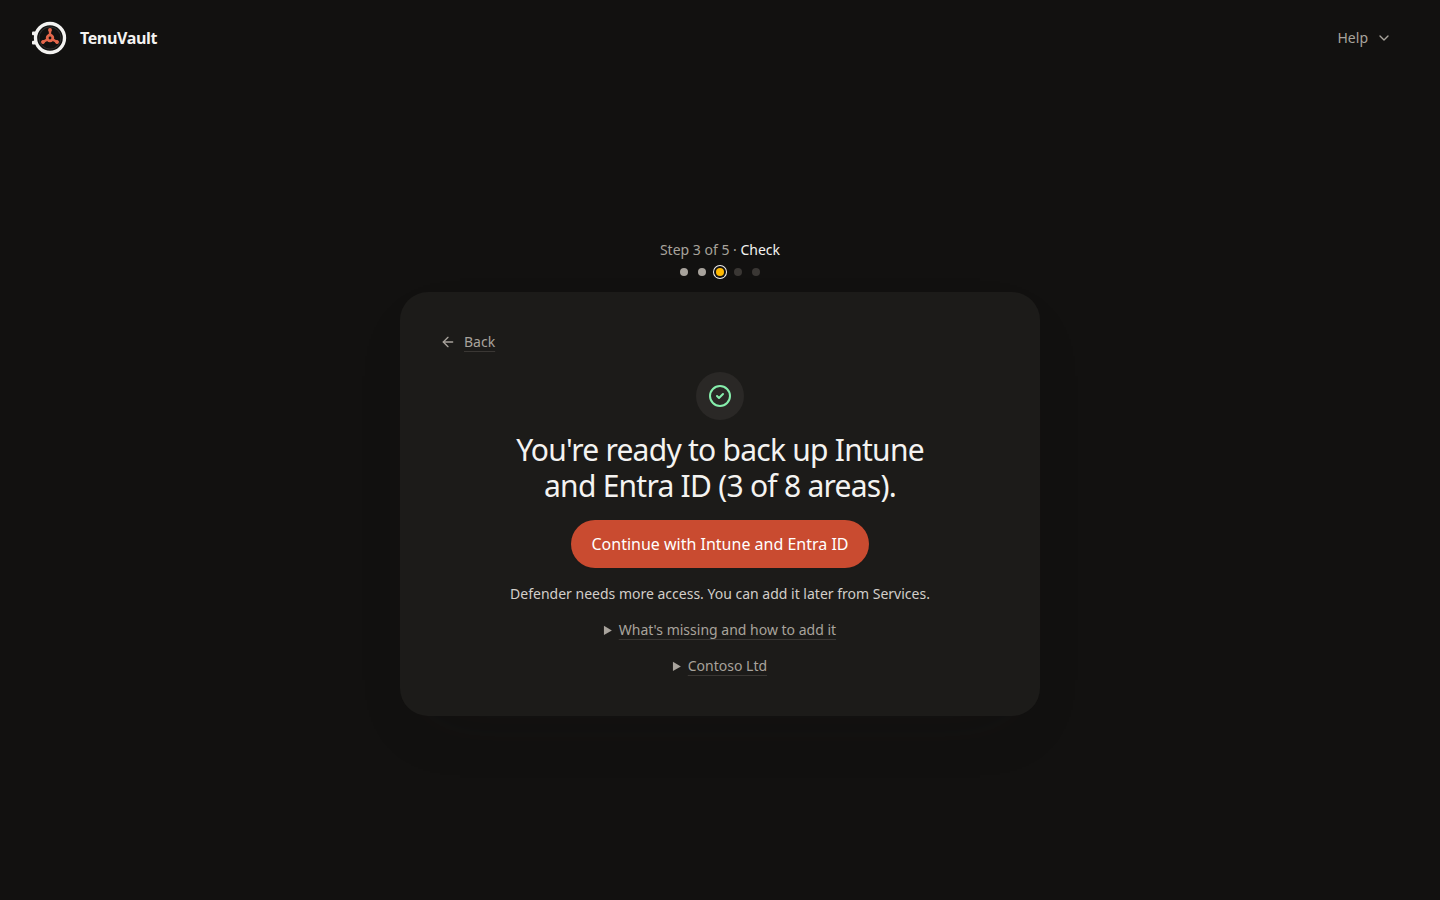 TenuVault
Help
Step 3 of 5 · Check
Back
You're ready to back up Intune
and Entra ID (3 of 8 areas).
Continue with Intune and Entra ID
Defender needs more access. You can add it later from Services.
What's missing and how to add it
Contoso Ltd